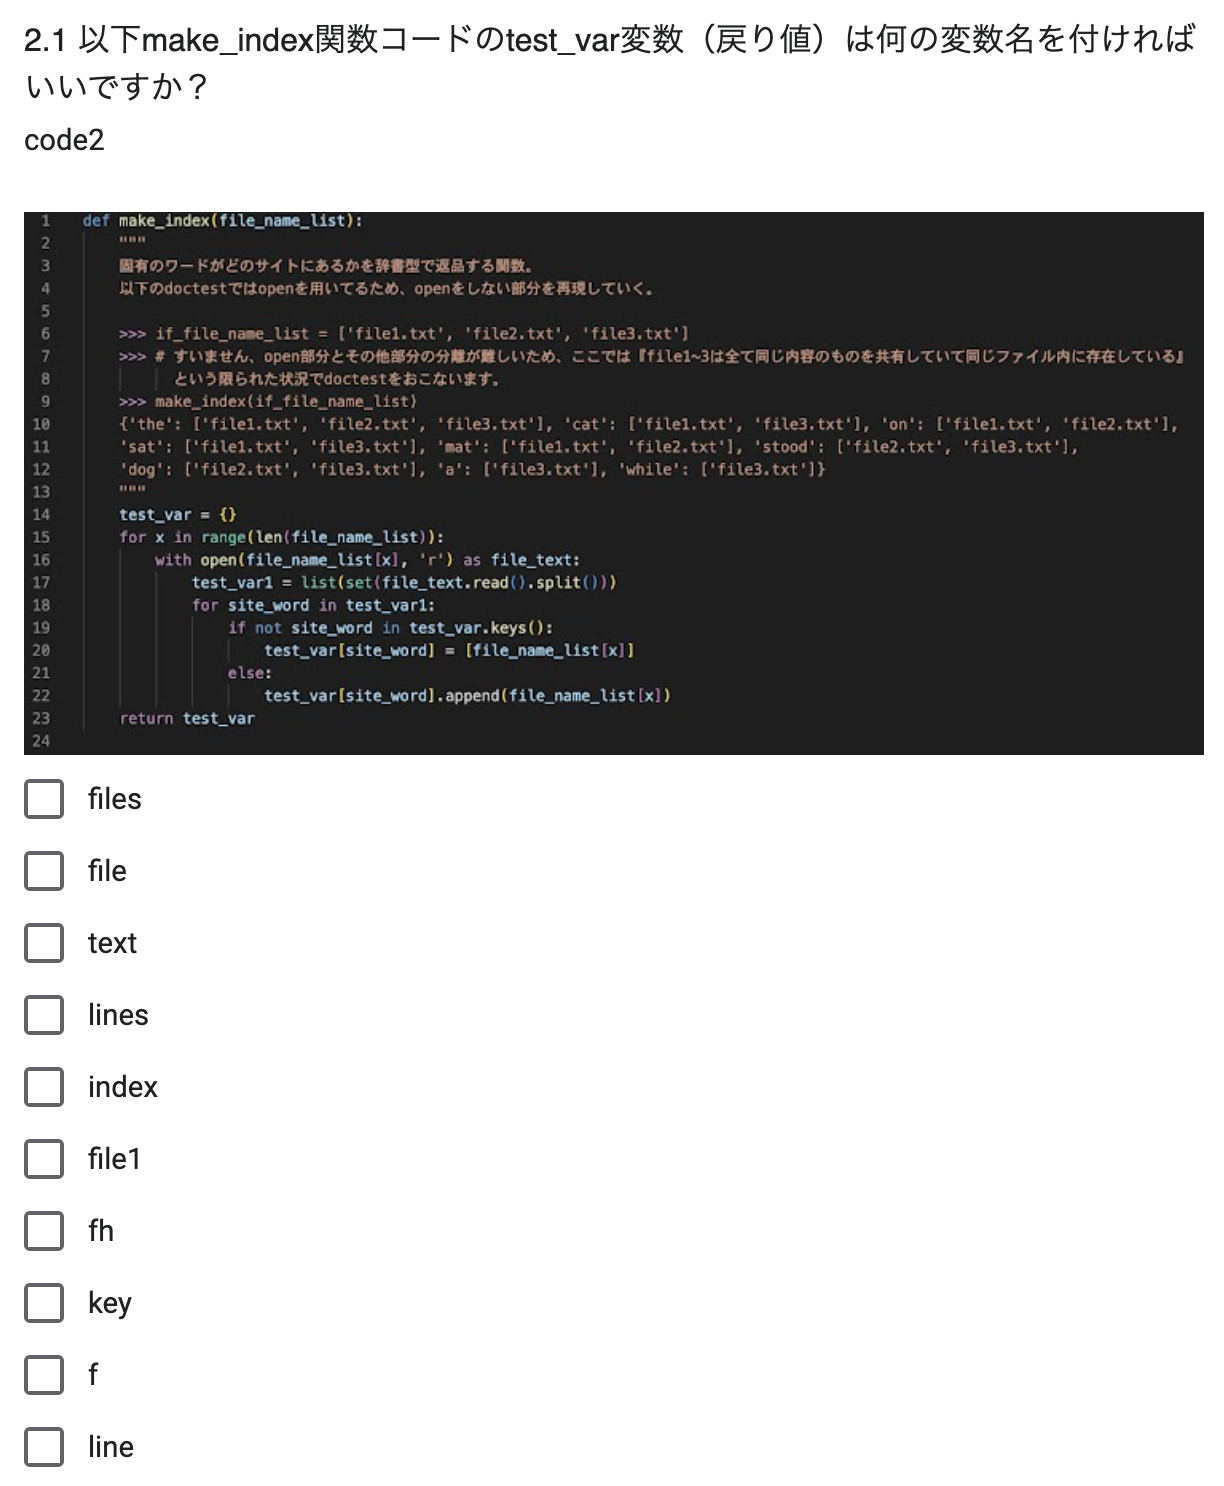 2.1 以下make_index関数コードのtest_var変数（戻り値）は何の変数名を付ければ
いいですか？
code2
1 def make_index(file_name_list):
2 """
3 固有のワードがどのサイトにあるかを辞書型で返品する関数。
4 以下のdoctestではopenを用いてるため、openをしない部分を再現していく。
5
6 >>> if_file_name_list = ['file1.txt', 'file2.txt', 'file3.txt']
7 >>> # すいません、open部分とその他部分の分離が難しいため、ここでは『file1~3は全て同じ内容のものを共有していて同じファイル内に存在している』
8 という限られた状況でdoctestをおこないます。
9 >>> make_index(if_file_name_list)
10 {'the': ['file1.txt', 'file2.txt', 'file3.txt'], 'cat': ['file1.txt', 'file3.txt'], 'on': ['file1.txt', 'file2.txt'],
11 'sat': ['file1.txt', 'file3.txt'], 'mat': ['file1.txt', 'file2.txt'], 'stood': ['file2.txt', 'file3.txt'],
12 'dog': ['file2.txt', 'file3.txt'], 'a': ['file3.txt'], 'while': ['file3.txt']}
13 """
14 test_var = {}
15 for x in range(len(file_name_list)):
16 with open(file_name_list[x], 'r') as file_text:
17 test_var1 = list(set(file_text.read().split()))
18 for site_word in test_var1:
19 if not site_word in test_var.keys():
20 test_var[site_word] = [file_name_list[x]]
21 else:
22 test_var[site_word].append(file_name_list[x])
23 return test_var
24
files
file
text
lines
index
file1
fh
key
f
line